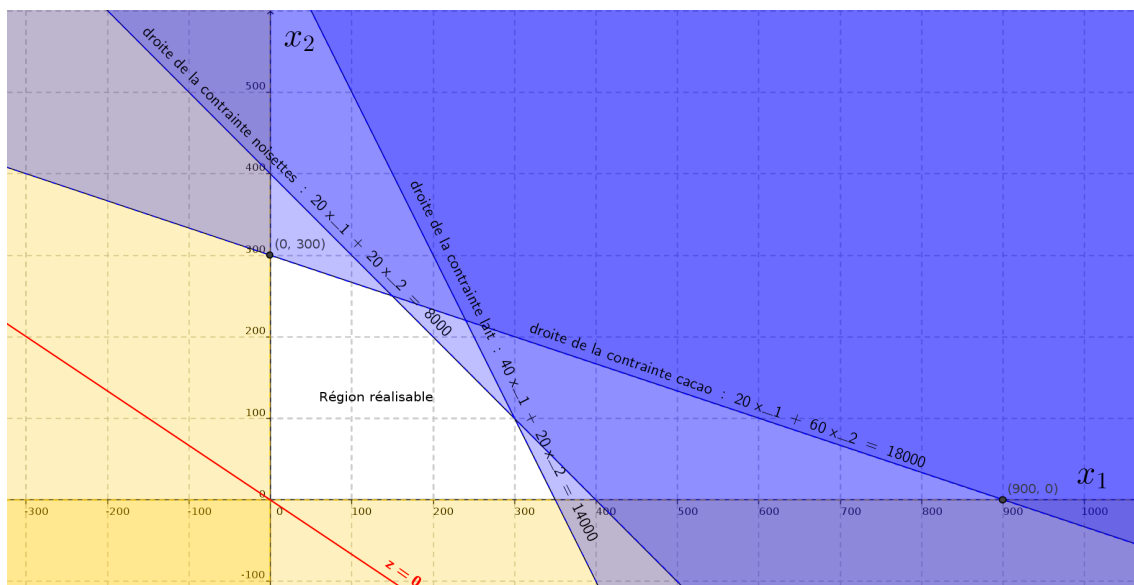 x₂
droite de la contrainte noisettes : 20 x_1 + 20 x_2 = 8000
droite de la contrainte lait : 40 x_1 + 20 x_2 = 14000
droite de la contrainte cacao : 20 x_1 + 60 x_2 = 18000
500
400
300
(0, 300)
200
100
0
-100
Région réalisable
x₁
(900, 0)
-300 -200 -100 0 100 200 300 400 500 600 700 800 900 1000
z = 0